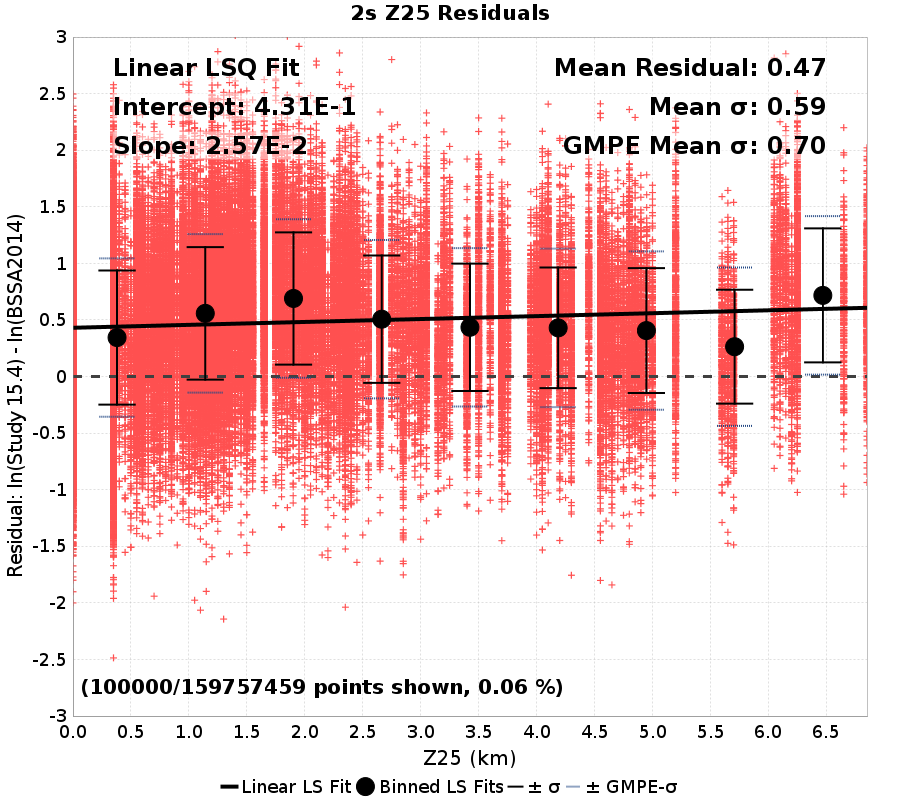 2s Z25 Residuals
Linear LSQ Fit
Intercept: 4.31E-1
Slope: 2.57E-2
Mean Residual: 0.47
Mean σ: 0.59
GMPE Mean σ: 0.70
Residual: ln(Study 15.4) - ln(BSSA2014)
3
2.5
2
1.5
1
0.5
0
-0.5
-1
-1.5
-2
-2.5
-3
(100000/159757459 points shown, 0.06 %)
0.0 0.5 1.0 1.5 2.0 2.5 3.0 3.5 4.0 4.5 5.0 5.5 6.0 6.5
Z25 (km)
Linear LS Fit Binned LS Fits ± σ ± GMPE-σ